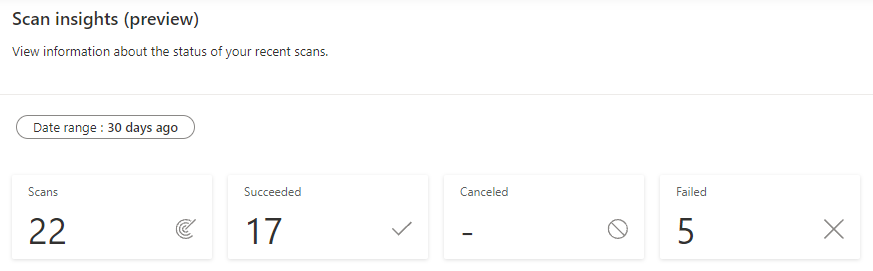 Scan insights (preview)
View information about the status of your recent scans.
Date range : 30 days ago
Scans
Succeeded
Canceled
Failed
22
17
-
5